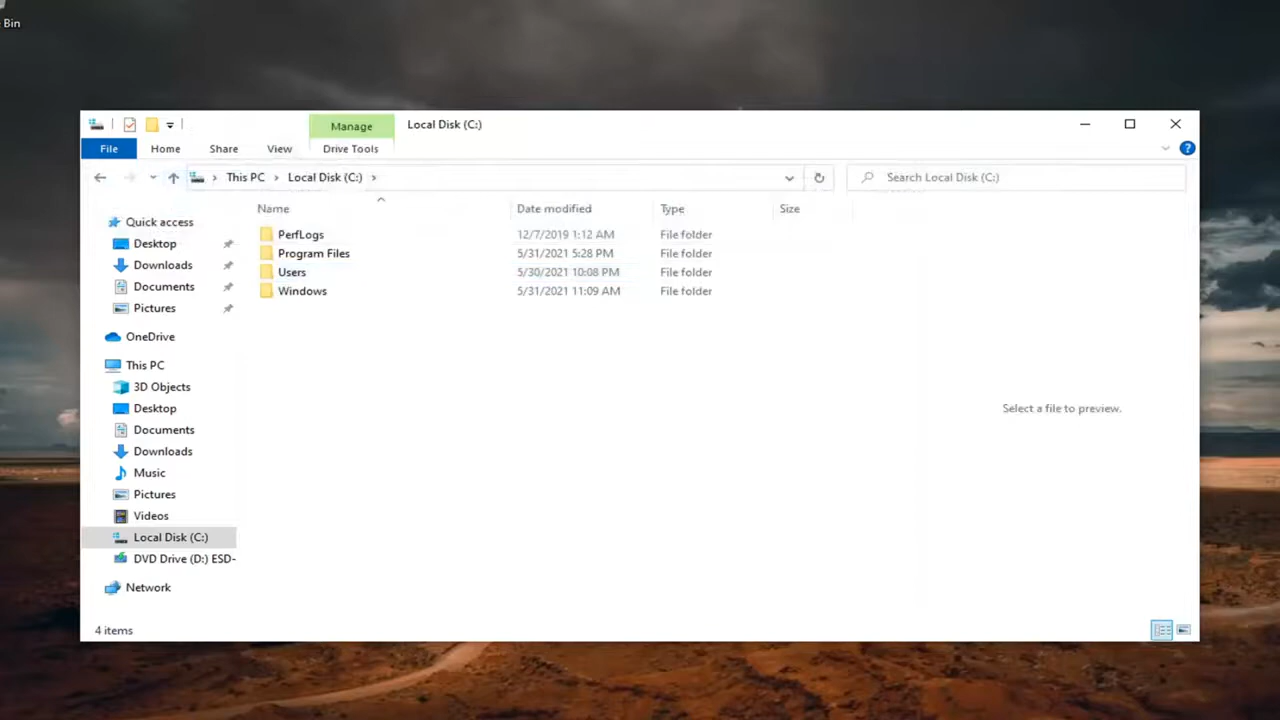 Bin
Manage
Local Disk (C:)
File
Home
Share
View
Drive Tools
This PC
Local Disk (C:)
Search Local Disk (C:)
Name
Date modified
Type
Size
PerfLogs
12/7/2019 1:12 AM
File folder
Program Files
5/31/2021 5:28 PM
File folder
Users
5/30/2021 10:08 PM
File folder
Windows
5/31/2021 11:09 AM
File folder
Quick access
Desktop
Downloads
Documents
Pictures
OneDrive
This PC
3D Objects
Desktop
Documents
Downloads
Music
Pictures
Videos
Local Disk (C:)
DVD Drive (D:) ESD-
Network
Select a file to preview.
4 items